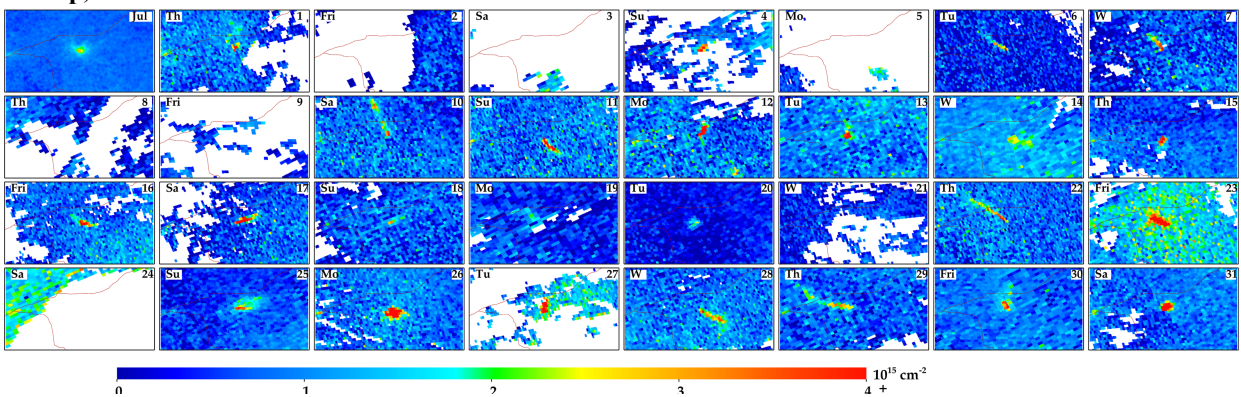 Jul Th 1 Fri 2 Sa 3 Su 4 Mo 5 Tu 6 W 7
Th 8 Fri 9 Sa 10 Su 11 Mo 12 Tu 13 W 14 Th 15
Fri 16 Sa 17 Su 18 Mo 19 Tu 20 W 21 Th 22 Fri 23
Sa 24 Su 25 Mo 26 Tu 27 W 28 Th 29 Fri 30 Sa 31
10¹⁵ cm⁻²
0 1 2 3 4 +